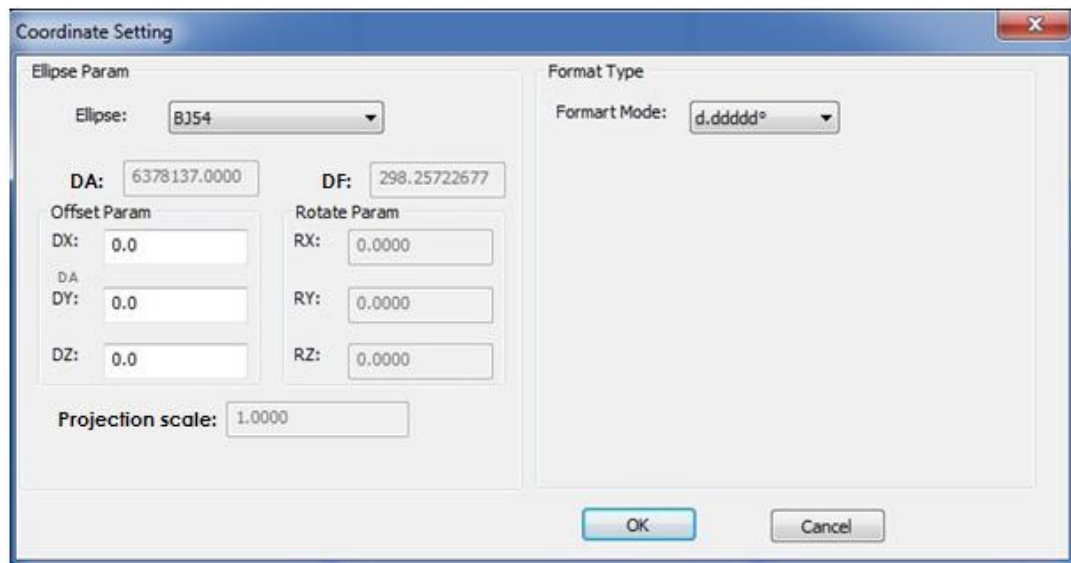 Coordinate Setting
Ellipse Param
Ellipse: BJ54
DA: 6378137.0000 DF: 298.25722677
Offset Param
DX: 0.0
DA
DY: 0.0
DZ: 0.0
Rotate Param
RX: 0.0000
RY: 0.0000
RZ: 0.0000
Projection scale: 1.0000
Format Type
Formart Mode: d.ddddd°
OK Cancel